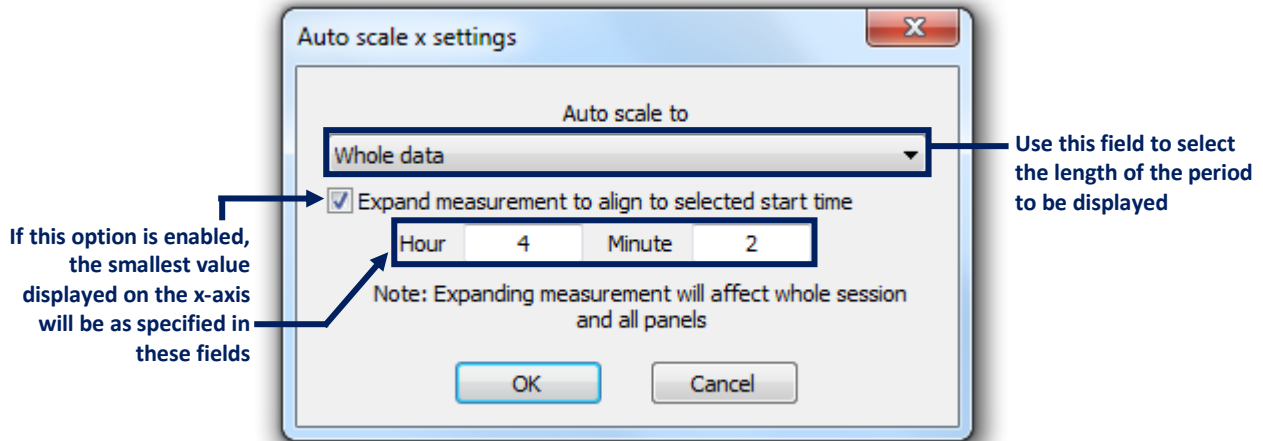 Auto scale x settings
Auto scale to
Whole data
Use this field to select
the length of the period
to be displayed
Expand measurement to align to selected start time
If this option is enabled,
the smallest value
displayed on the x-axis
will be as specified in
these fields
Hour 4 Minute 2
Note: Expanding measurement will affect whole session
and all panels
OK Cancel